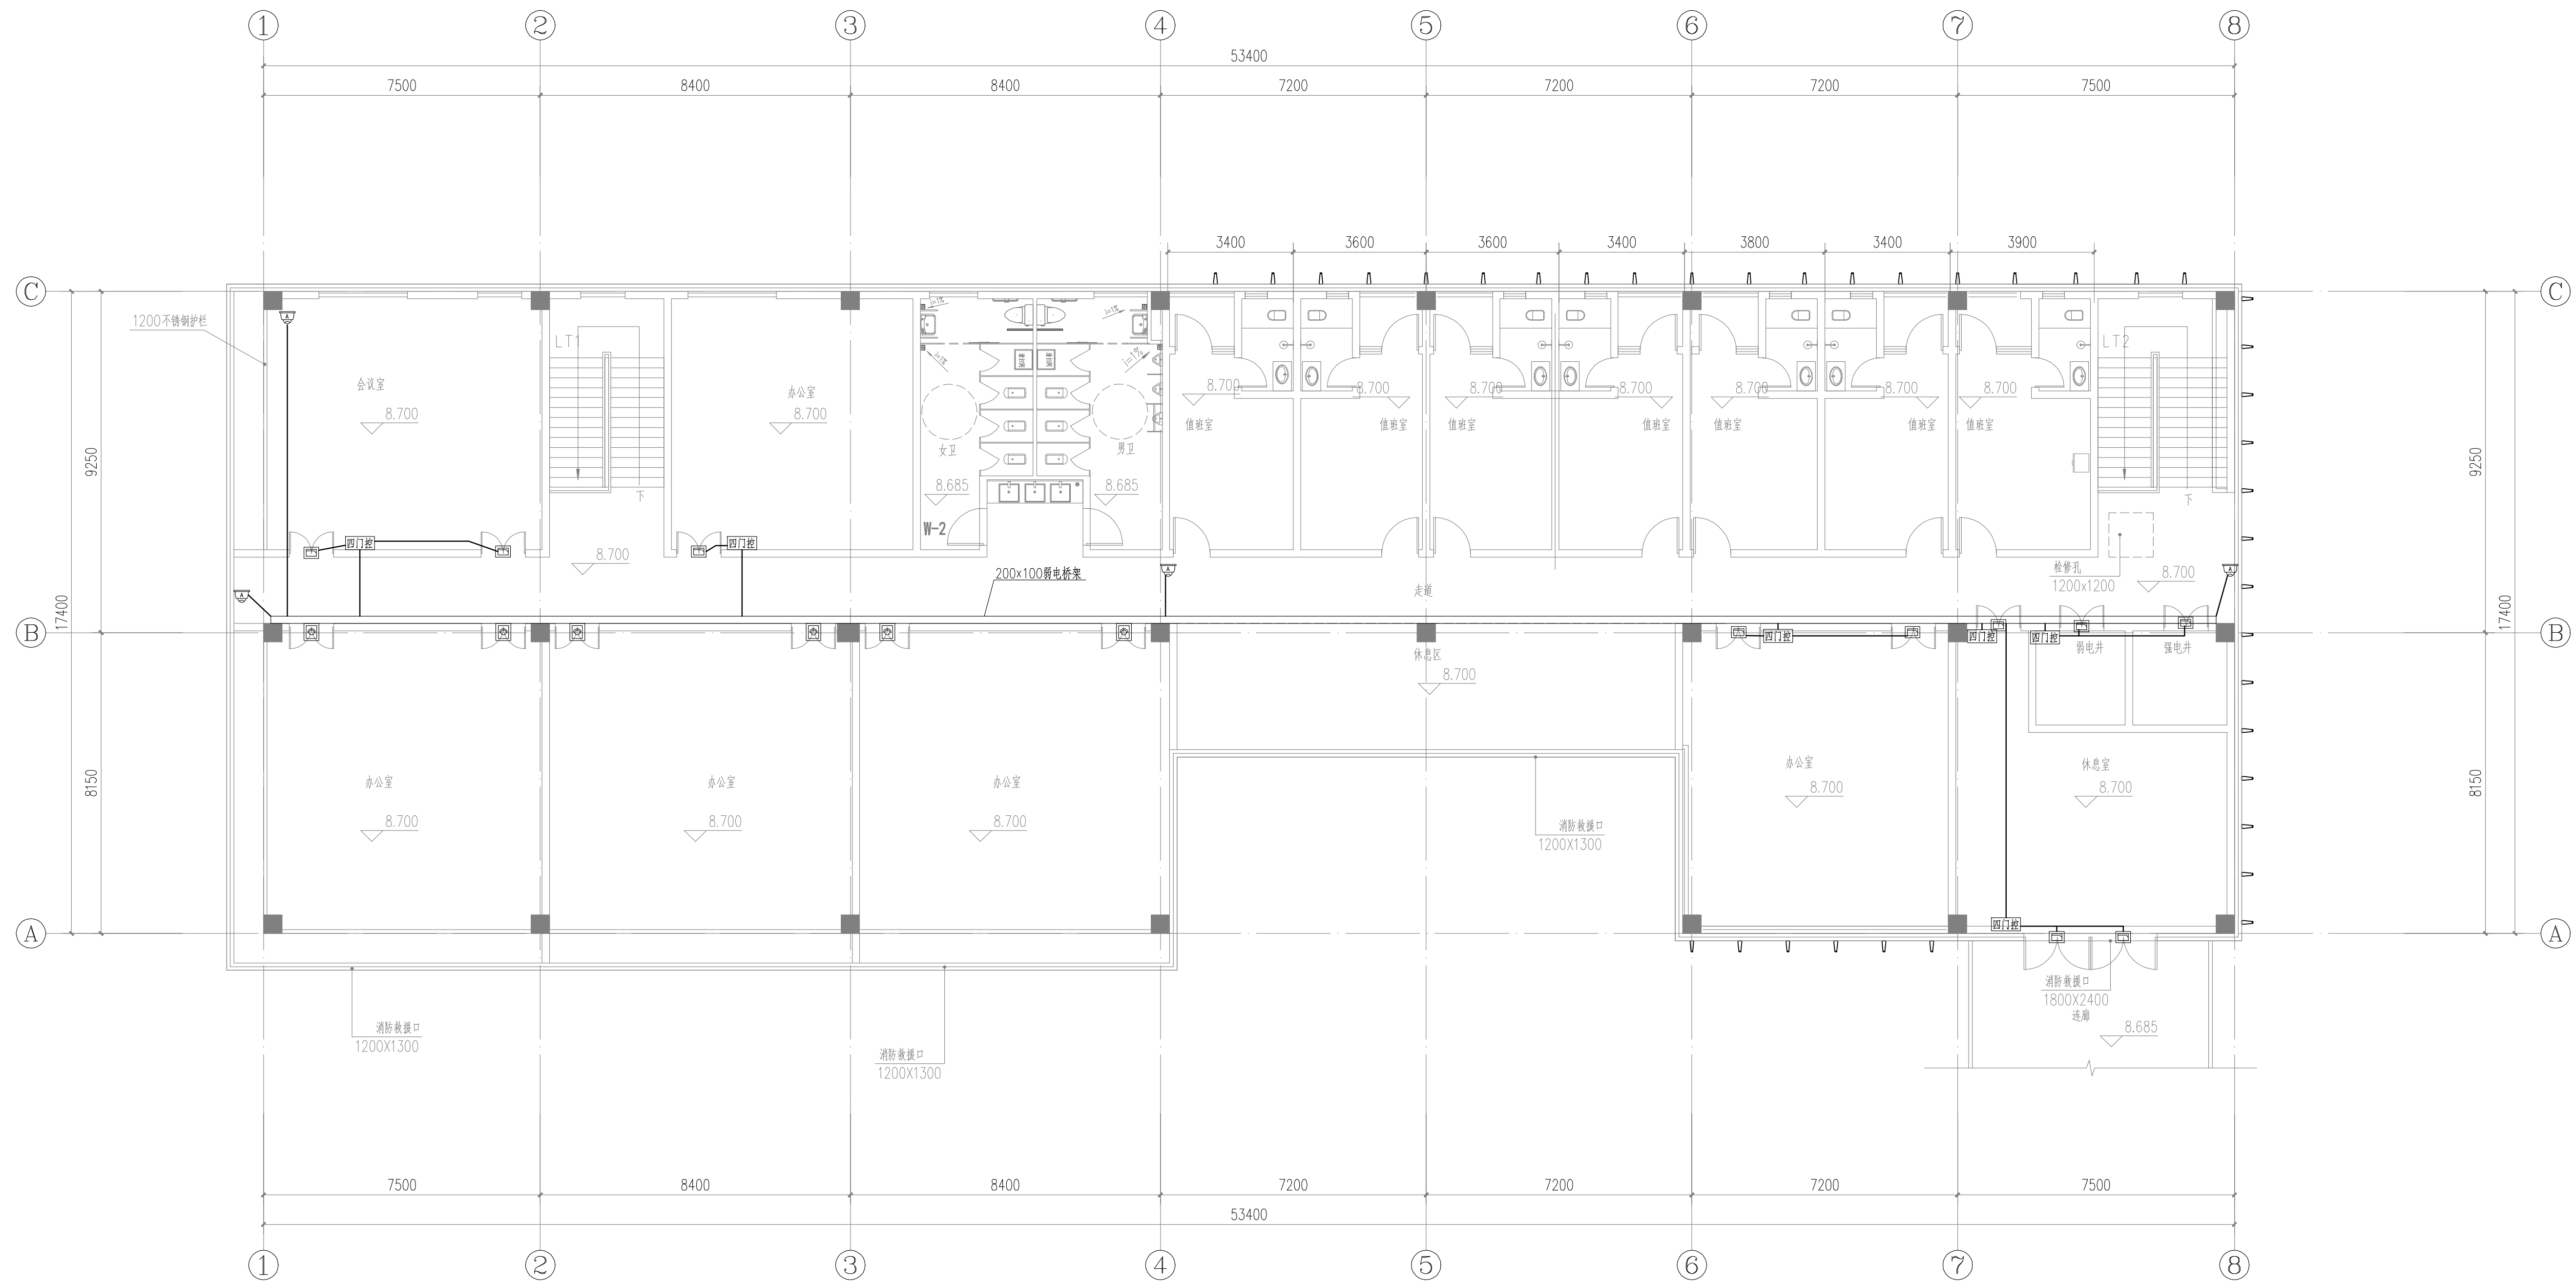 1 2 3 4 5 6 7 8
53400
7500 8400 8400 7200 7200 7200 7500
3400 3600 3600 3400 3800 3400 3900
C C
1200不锈钢护栏
i=1% i=1%
LT1 LT2
i=1% i=1%
会议室 办公室
8.700 8.700
8.700 8.700 8.700 8.700 8.700 8.700 8.700
值班室 值班室 值班室 值班室 值班室 值班室 值班室
女卫 男卫
9250 9250
8.685 8.685
下 下
W-2
四门控 四门控
8.700
200x100弱电桥架
检修孔
1200x1200
8.700
走道
A A A A
17400 17400
B B
四门控 四门控 四门控
休息区
8.700
弱电井 强电井
办公室 办公室 办公室 办公室 休息室
8.700 8.700 8.700 8.700 8.700
8150 8150
消防救援口
1200X1300
四门控
A A
消防救援口
1800X2400
连廊
8.685
消防救援口
1200X1300
消防救援口
1200X1300
7500 8400 8400 7200 7200 7200 7500
53400
1 2 3 4 5 6 7 8